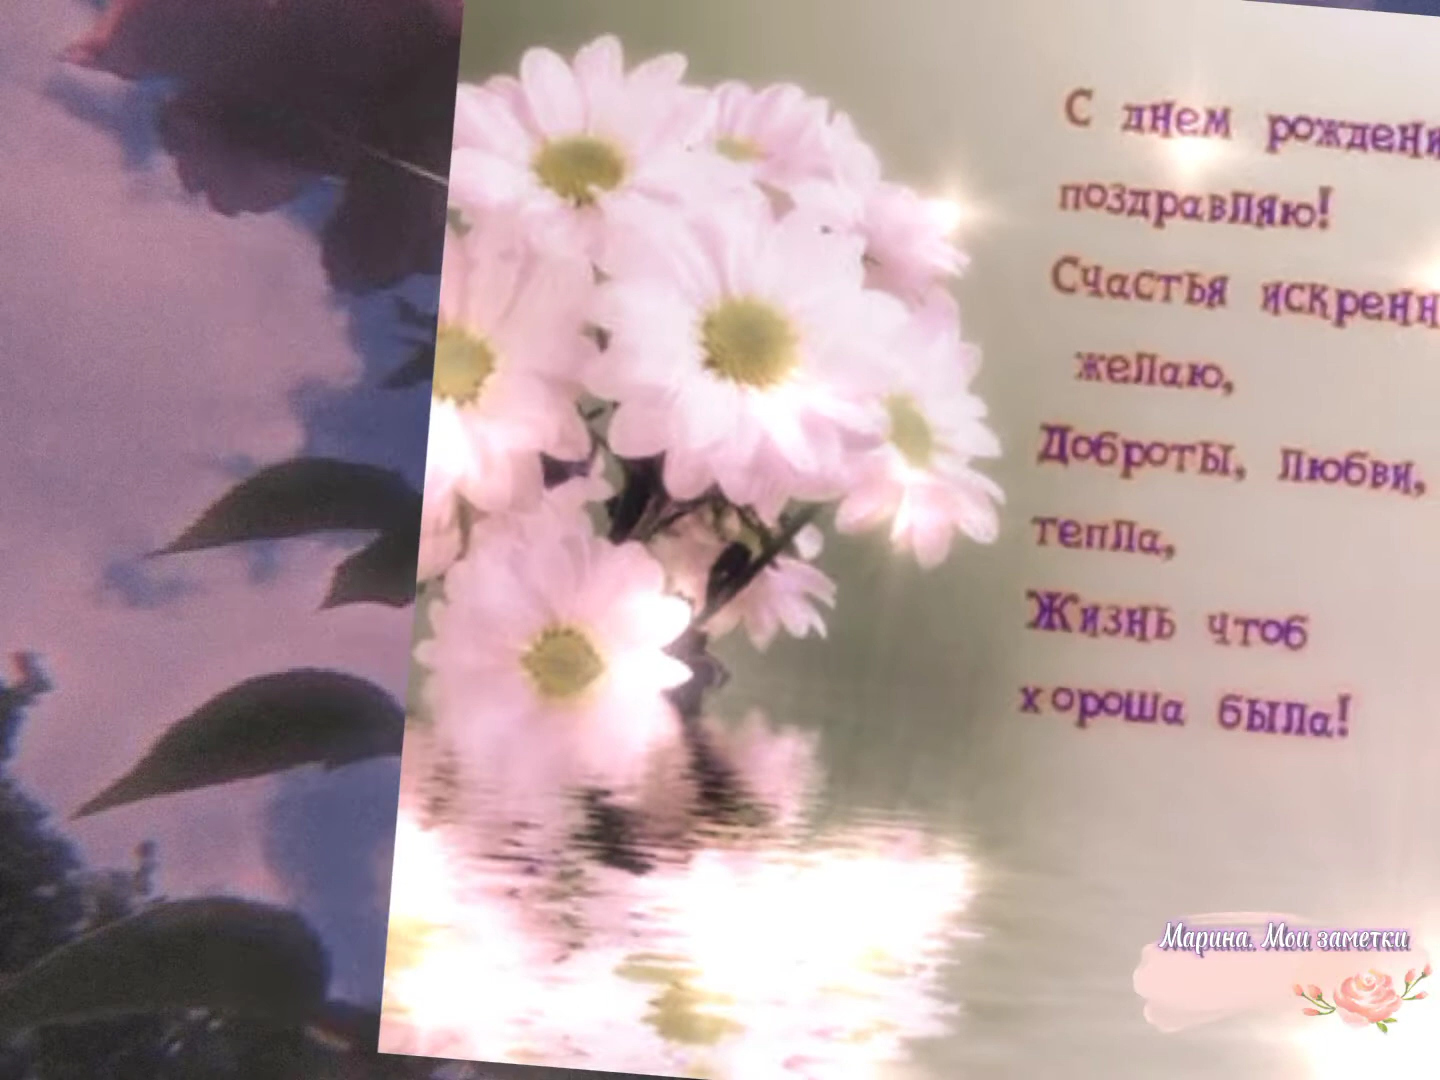 С днем рождени
поздравляю!
Счастья искренн
желаю,
Доброты, любви,
тепла,
Жизнь чтоб
хороша была!
Марина. Мои заметки